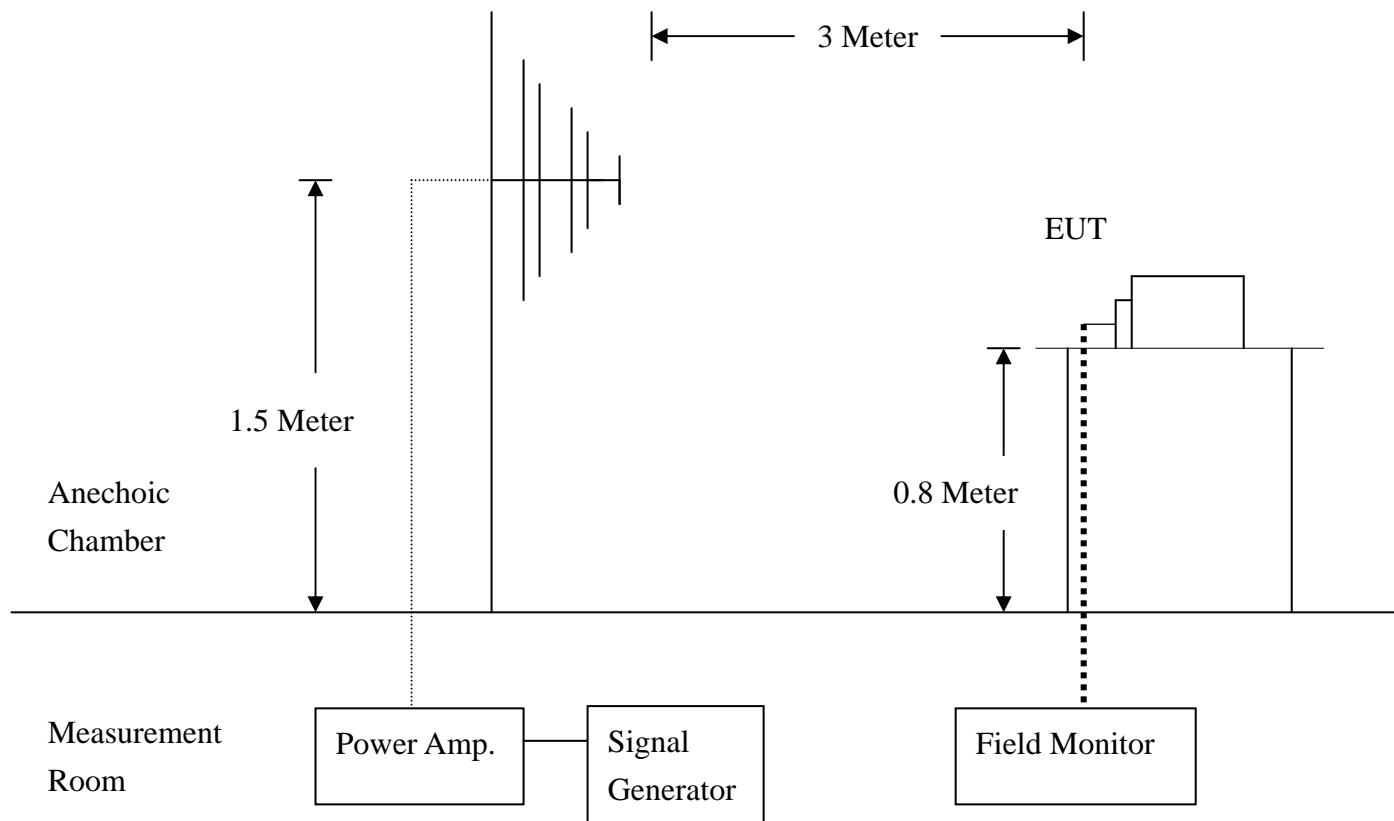 3 Meter
EUT
1.5 Meter
0.8 Meter
Anechoic
Chamber
Measurement
Room
Power Amp.
Signal
Generator
Field Monitor